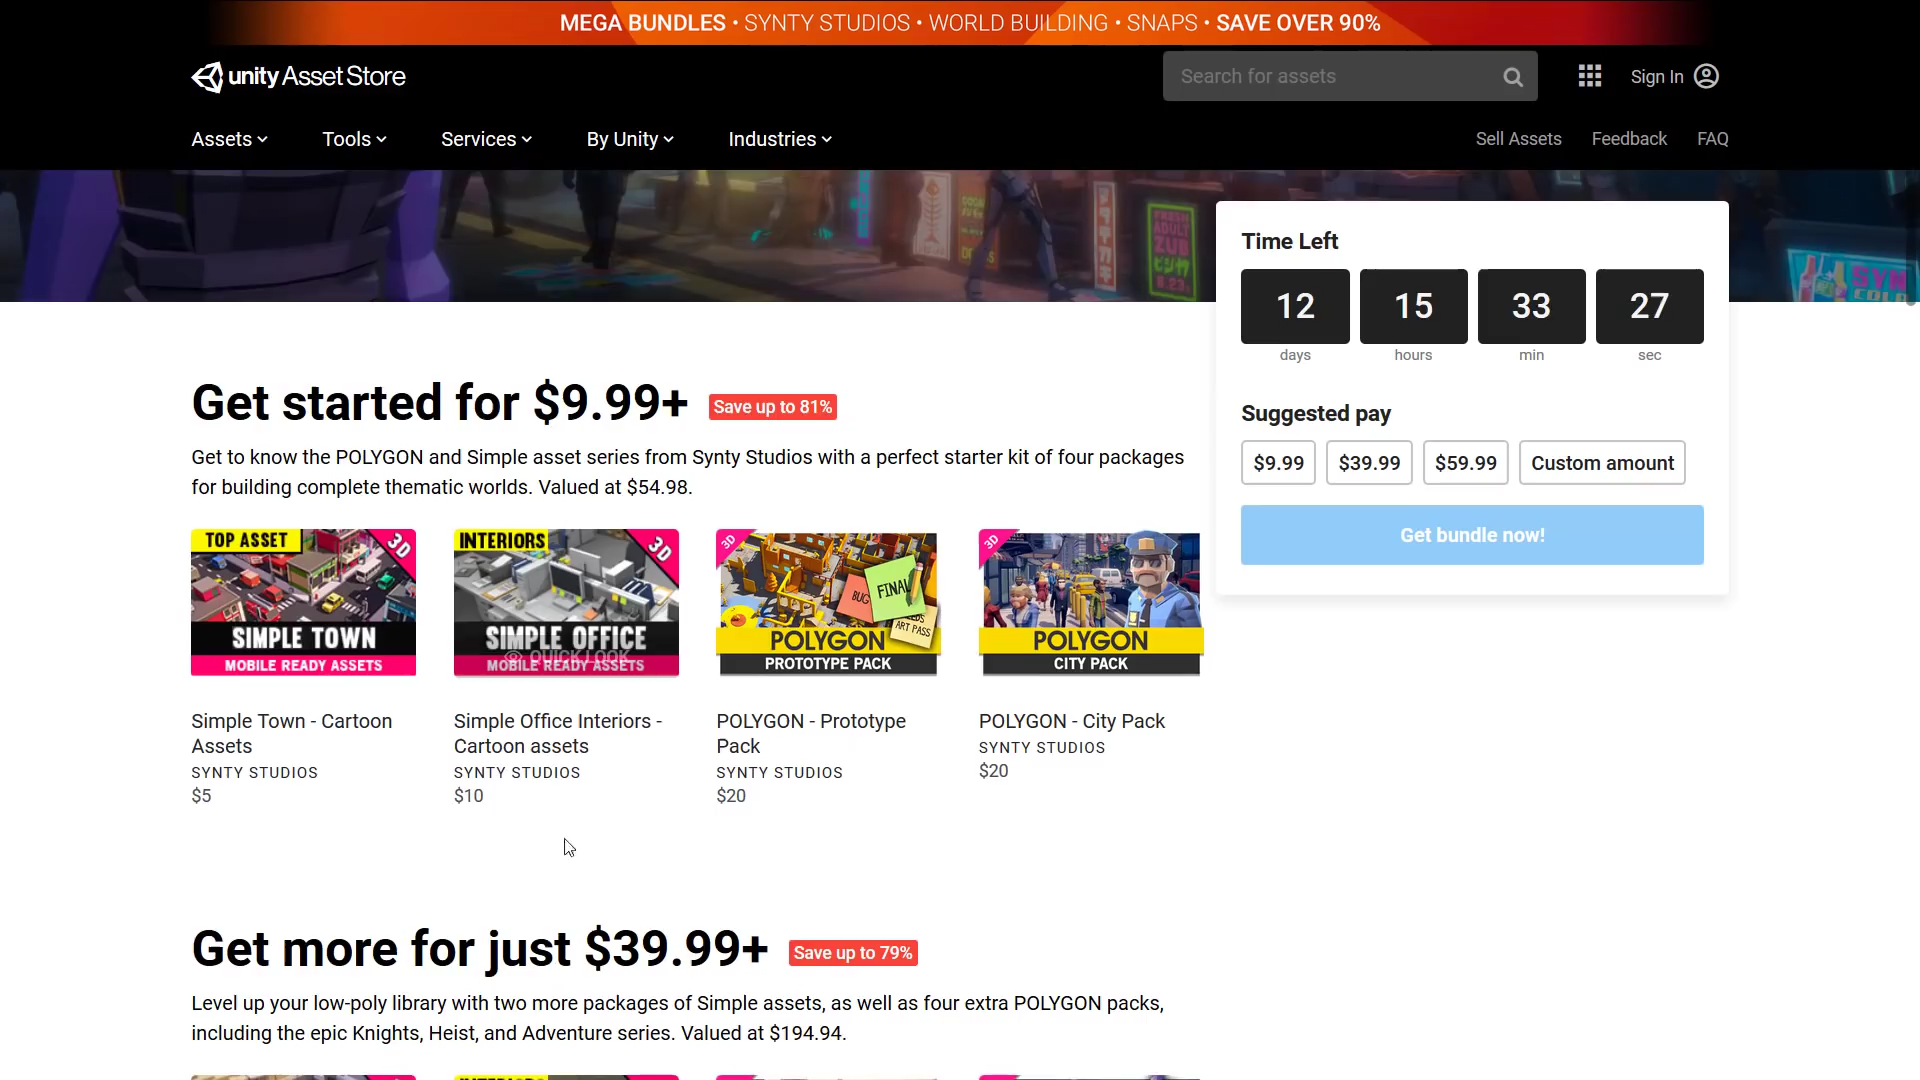 MEGA BUNDLES • SYNTY STUDIOS • WORLD BUILDING • SNAPS • SAVE OVER 90%
unity Asset Store
Search for assets
Sign In
Assets
Tools
Services
By Unity
Industries
Sell Assets
Feedback
FAQ
FRESH
ADULT
ZUB
Time Left
12
15
33
27
days
hours
min
sec
Get started for $9.99+
Save up to 81%
Suggested pay
$9.99
$39.99
$59.99
Custom amount
Get bundle now!
Get to know the POLYGON and Simple asset series from Synty Studios with a perfect starter kit of four packages
for building complete thematic worlds. Valued at $54.98.
TOP ASSET
3D
SIMPLE TOWN
MOBILE READY ASSETS
INTERIORS
3D
SIMPLE OFFICE
QUICK LOOK
MOBILE READY ASSETS
3D
BUG
FINAL
ART PASS
POLYGON
PROTOTYPE PACK
3D
POLYGON
CITY PACK
Simple Town - Cartoon
Assets
SYNTY STUDIOS
$5
Simple Office Interiors -
Cartoon assets
SYNTY STUDIOS
$10
POLYGON - Prototype
Pack
SYNTY STUDIOS
$20
POLYGON - City Pack
SYNTY STUDIOS
$20
Get more for just $39.99+
Save up to 79%
Level up your low-poly library with two more packages of Simple assets, as well as four extra POLYGON packs,
including the epic Knights, Heist, and Adventure series. Valued at $194.94.